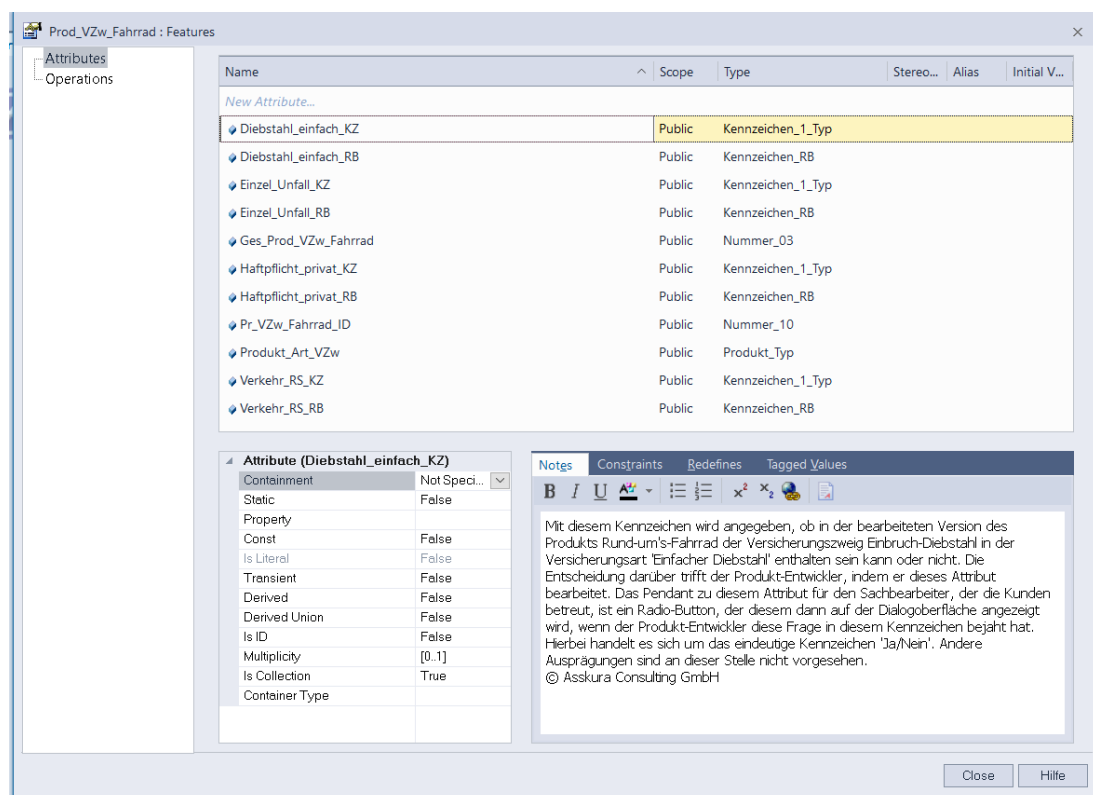 Prod_VZw_Fahrrad : Features
Attributes
Operations
Name Scope Type Stereo... Alias Initial V...
New Attribute...
Diebstahl_einfach_KZ Public Kennzeichen_1_Typ
Diebstahl_einfach_RB Public Kennzeichen_RB
Einzel_Unfall_KZ Public Kennzeichen_1_Typ
Einzel_Unfall_RB Public Kennzeichen_RB
Ges_Prod_VZw_Fahrrad Public Nummer_03
Haftpflicht_privat_KZ Public Kennzeichen_1_Typ
Haftpflicht_privat_RB Public Kennzeichen_RB
Pr_VZw_Fahrrad_ID Public Nummer_10
Produkt_Art_VZw Public Produkt_Typ
Verkehr_RS_KZ Public Kennzeichen_1_Typ
Verkehr_RS_RB Public Kennzeichen_RB
Attribute (Diebstahl_einfach_KZ)
Containment Not Speci...
Static False
Property
Const False
Is Literal False
Transient False
Derived False
Derived Union False
Is ID False
Multiplicity [0..1]
Is Collection True
Container Type
Notes Constraints Redefines Tagged Values
B I U A x² x₂
Mit diesem Kennzeichen wird angegeben, ob in der bearbeiteten Version des
Produkts Rund-um's-Fahrrad der Versicherungszweig Einbruch-Diebstahl in der
Versicherungsart 'Einfacher Diebstahl' enthalten sein kann oder nicht. Die
Entscheidung darüber trifft der Produkt-Entwickler, indem er dieses Attribut
bearbeitet. Das Pendant zu diesem Attribut für den Sachbearbeiter, der die Kunden
betreut, ist ein Radio-Button, der diesem dann auf der Dialogoberfläche angezeigt
wird, wenn der Produkt-Entwickler diese Frage in diesem Kennzeichen bejaht hat.
Hierbei handelt es sich um das eindeutige Kennzeichen 'Ja/Nein'. Andere
Ausprägungen sind an dieser Stelle nicht vorgesehen.
© Asskura Consulting GmbH
Close Hilfe